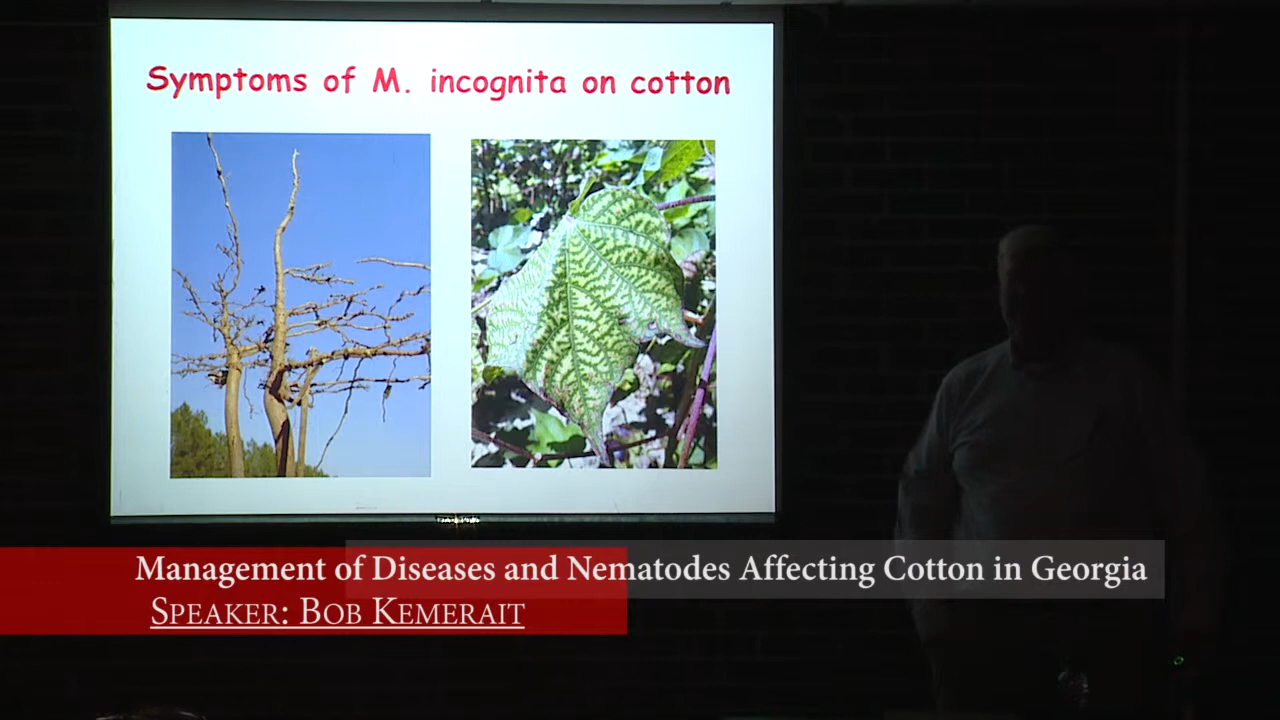 Symptoms of M. incognita on cotton
Management of Diseases and Nematodes Affecting Cotton in Georgia
Speaker: Bob Kemerait